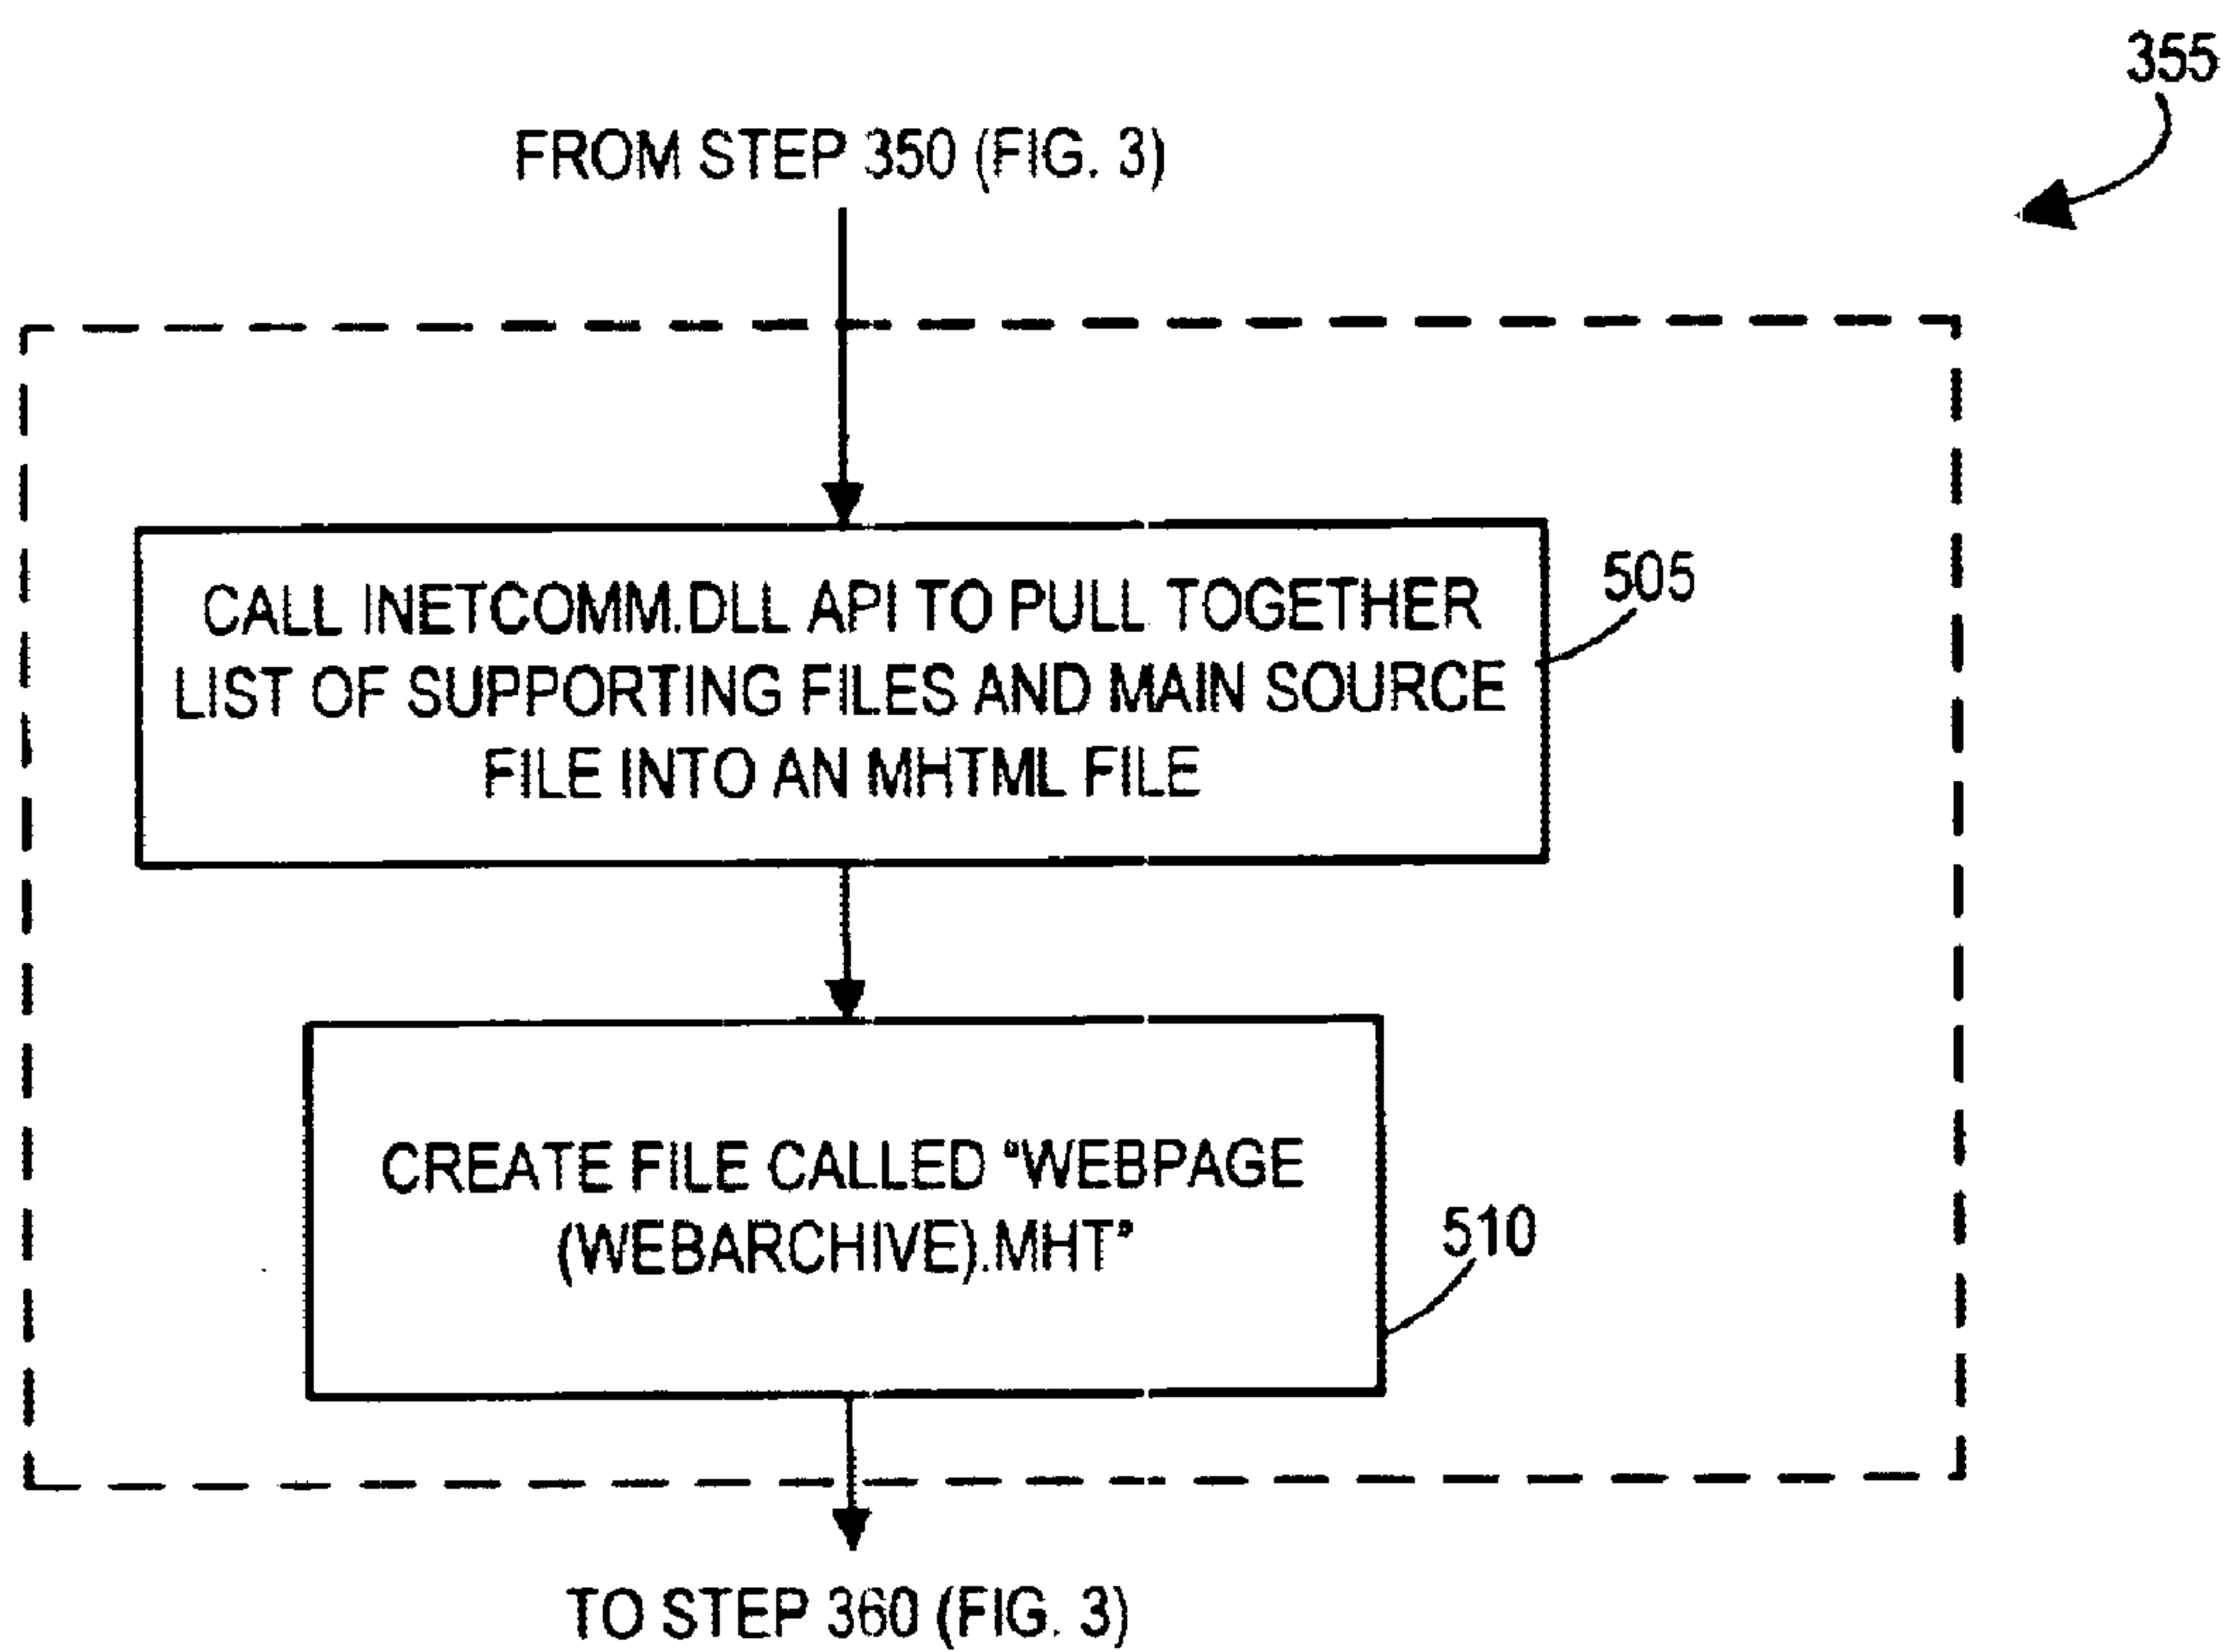 355
FROM STEP 350 (FIG. 3)
CALL INETCOMM.DLL API TO PULL TOGETHER
LIST OF SUPPORTING FILES AND MAIN SOURCE
FILE INTO AN MHTML FILE
505
CREATE FILE CALLED “WEBPAGE
(WEBARCHIVE).MHT”
510
TO STEP 360 (FIG. 3)